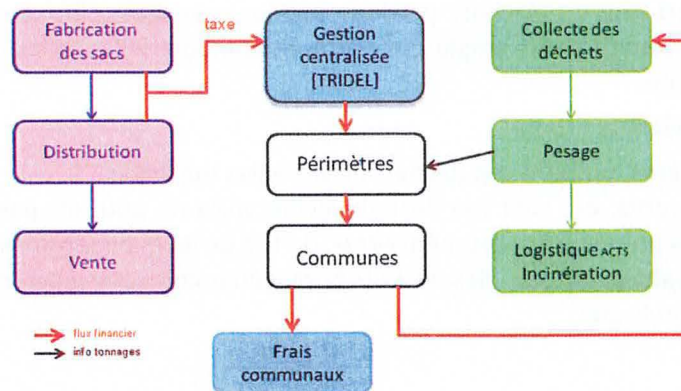 Fabrication
des sacs
taxe
Gestion
centralisée
[TRIDEL]
Collecte des
déchets
Distribution
Périmètres
Pesage
Vente
Communes
Logistique ACTS
Incinération
flux financier
info tonnages
Frais
communaux